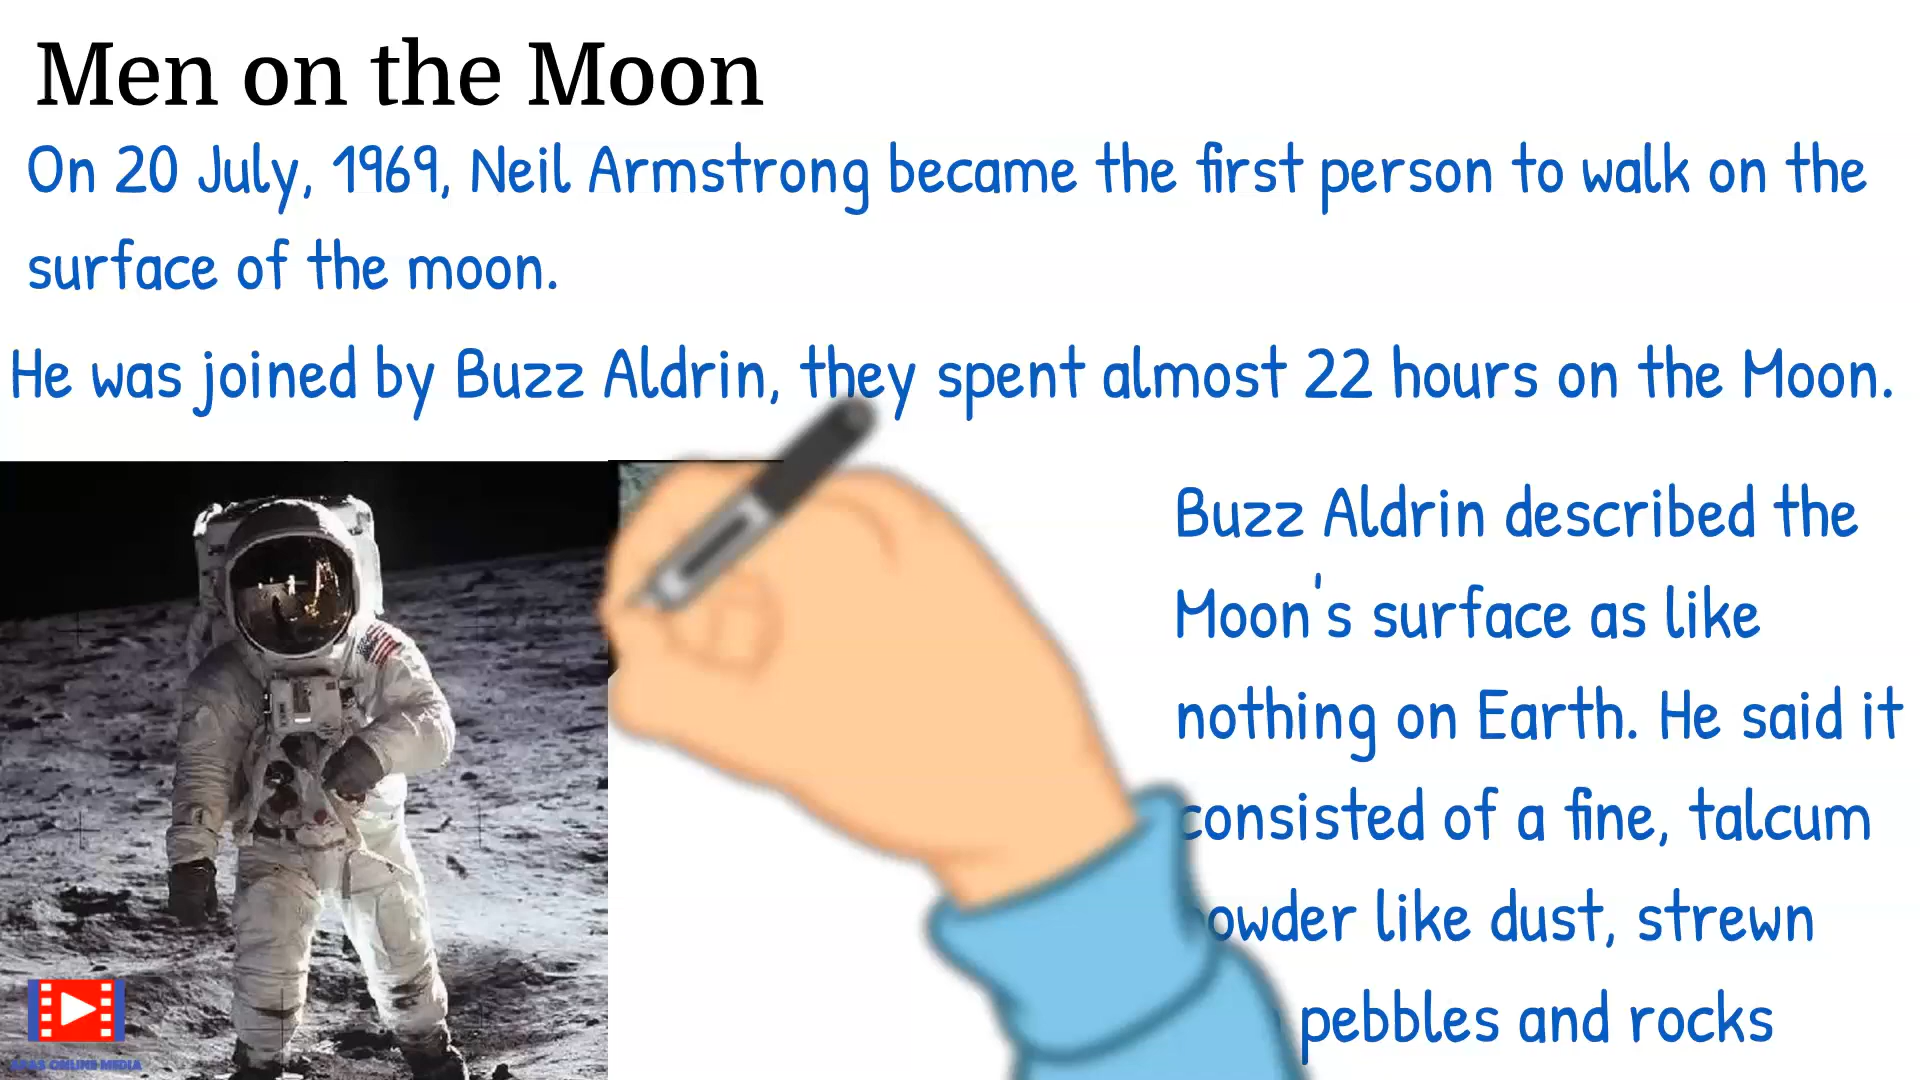 Men on the Moon
On 20 July, 1969, Neil Armstrong became the first person to walk on the
surface of the moon.
He was joined by Buzz Aldrin, they spent almost 22 hours on the Moon.
Buzz Aldrin described the
Moon's surface as like
nothing on Earth. He said it
consisted of a fine, talcum
powder like dust, strewn
pebbles and rocks
ONLINE MEDIA